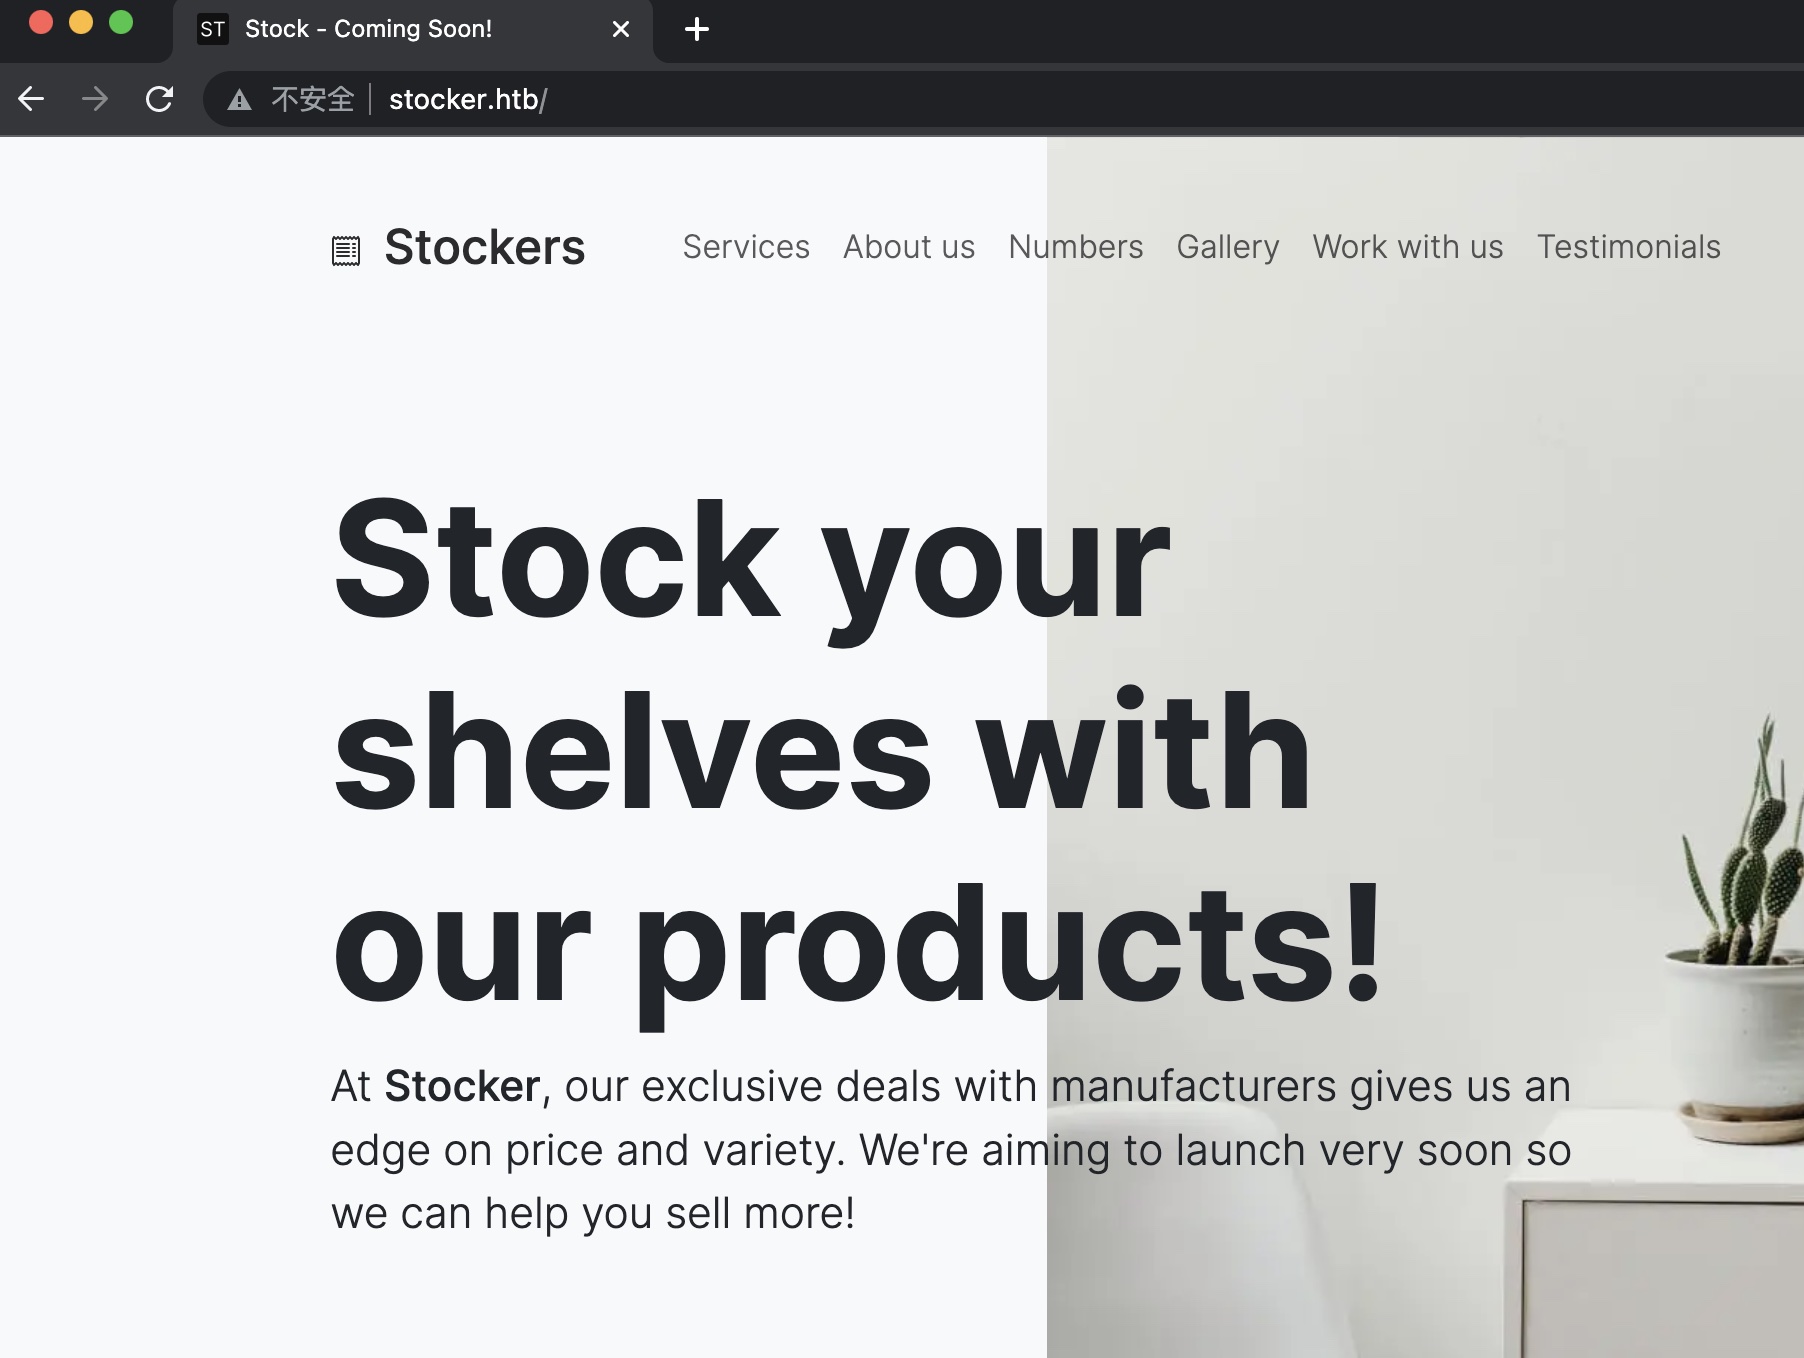 ST Stock - Coming Soon!
不安全 stocker.htb/
Stockers Services About us Numbers Gallery Work with us Testimonials
Stock your
shelves with
our products!
At Stocker, our exclusive deals with manufacturers gives us an
edge on price and variety. We're aiming to launch very soon so
we can help you sell more!